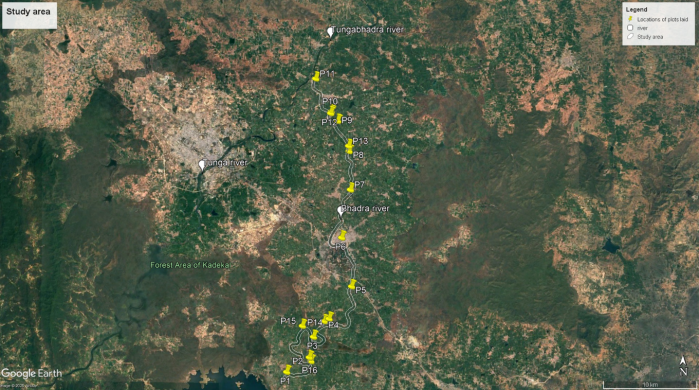 Study area
Legend
Locations of plots laid
river
Study area
Tungabhadra river
P11
P10
P12
P9
P13
P8
Tunga river
P7
Bhadra river
P6
Forest Area of Kadeka
P5
P15
P14
P4
P3
P2
P16
P1
Google Earth
N
10 km